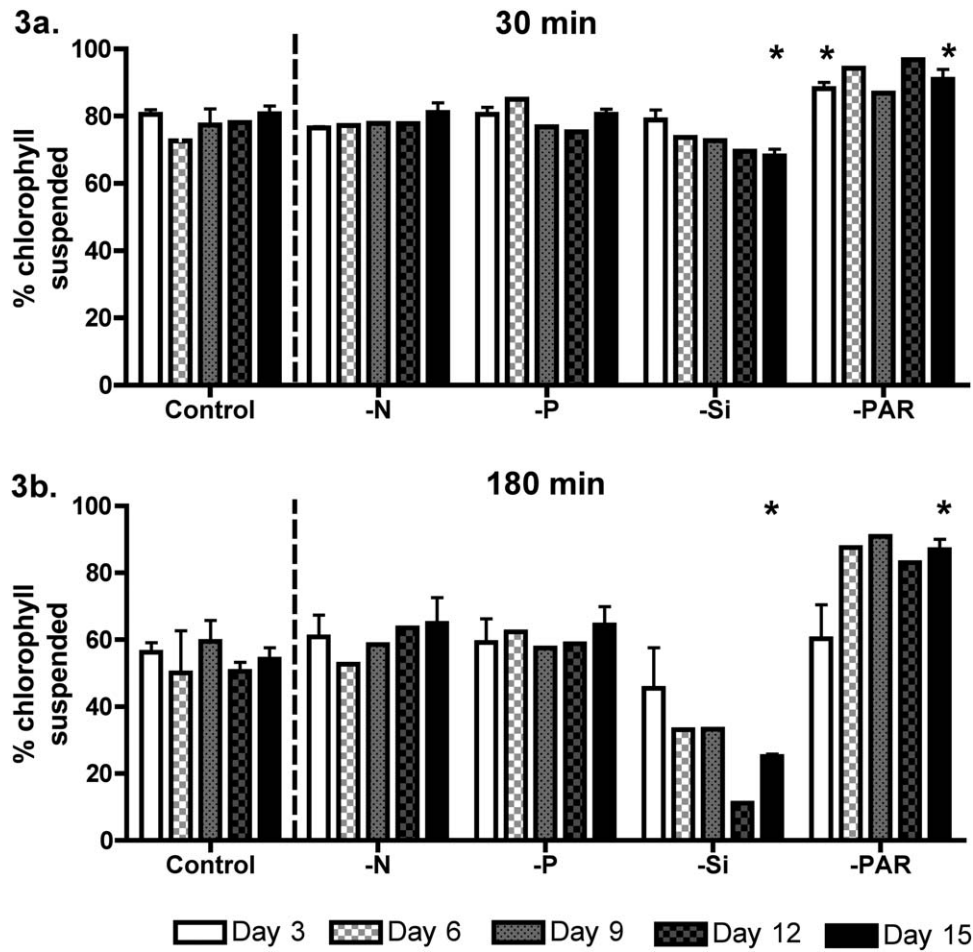 3a.
30 min
* * *
100
80
60
40
20
0
% chlorophyll
suspended
Control -N -P -Si -PAR
3b.
180 min
* *
100
80
60
40
20
0
% chlorophyll
suspended
Control -N -P -Si -PAR
Day 3 Day 6 Day 9 Day 12 Day 15